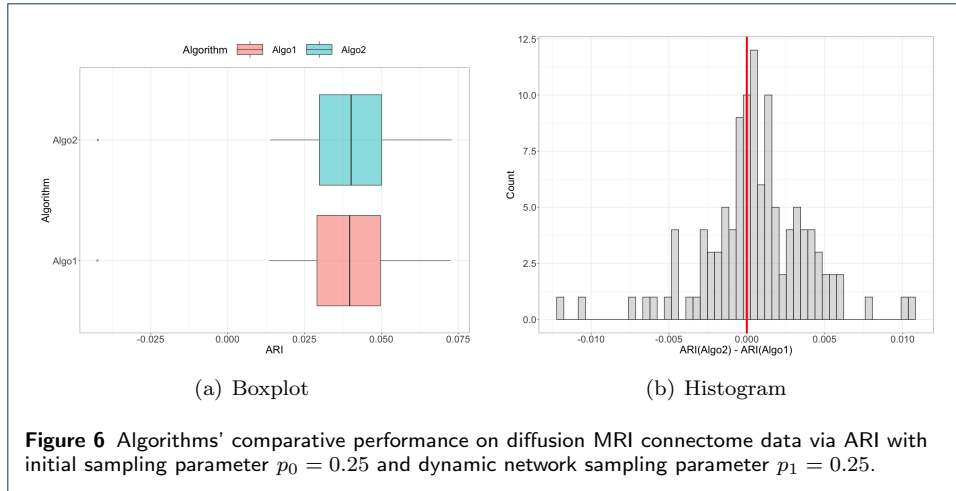 Algorithm Algo1 Algo2
Algo2
Algo1
Algorithm
-0.025 0.000 0.025 0.050 0.075
ARI
(a) Boxplot
12.5
10.0
7.5
5.0
2.5
0.0
Count
-0.010 -0.005 0.000 0.005 0.010
ARI(Algo2) - ARI(Algo1)
(b) Histogram
Figure 6 Algorithms' comparative performance on diffusion MRI connectome data via ARI with
initial sampling parameter p₀ = 0.25 and dynamic network sampling parameter p₁ = 0.25.